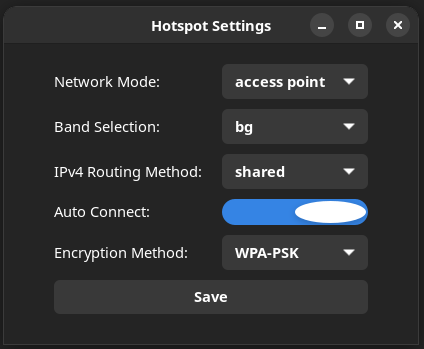 Hotspot Settings
Network Mode: access point
Band Selection: bg
IPv4 Routing Method: shared
Auto Connect:
Encryption Method: WPA-PSK
Save